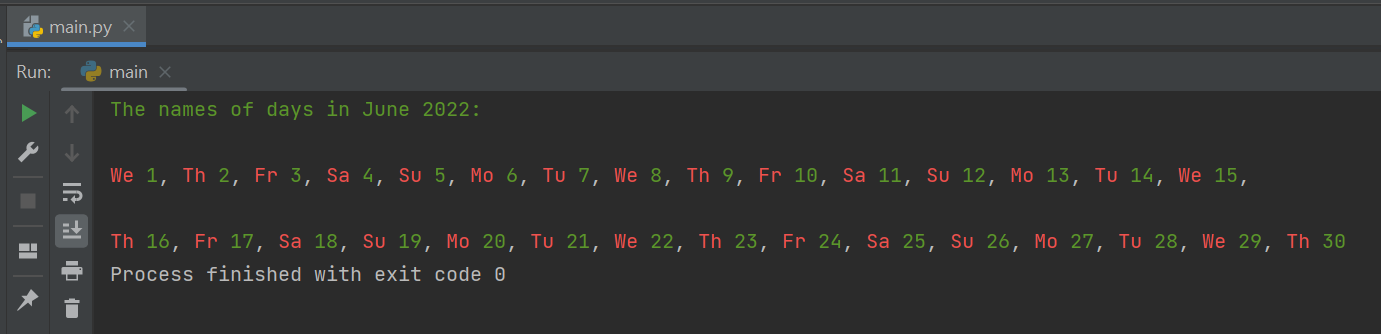 main.py
Run: main
The names of days in June 2022:
We 1, Th 2, Fr 3, Sa 4, Su 5, Mo 6, Tu 7, We 8, Th 9, Fr 10, Sa 11, Su 12, Mo 13, Tu 14, We 15,
Th 16, Fr 17, Sa 18, Su 19, Mo 20, Tu 21, We 22, Th 23, Fr 24, Sa 25, Su 26, Mo 27, Tu 28, We 29, Th 30
Process finished with exit code 0